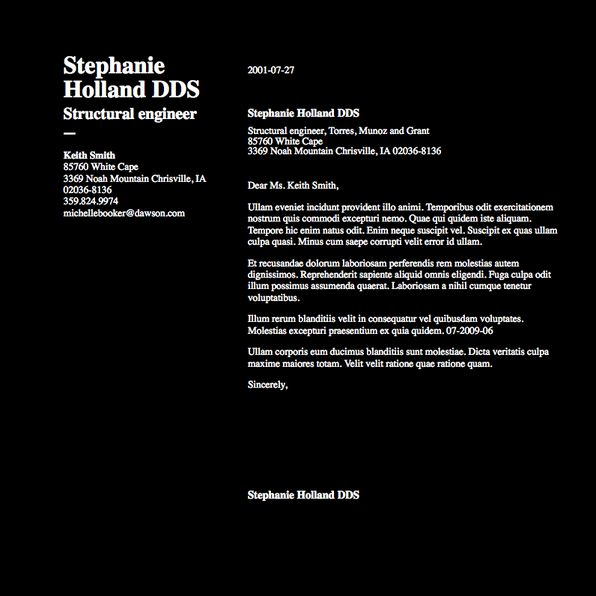 Stephanie
Holland DDS
Structural engineer
—
Keith Smith
85760 White Cape
3369 Noah Mountain Chrisville, IA
02036-8136
359.824.9974
michellebooker@dawson.com
2001-07-27
Stephanie Holland DDS
Structural engineer, Torres, Munoz and Grant
85760 White Cape
3369 Noah Mountain Chrisville, IA 02036-8136
Dear Ms. Keith Smith,
Ullam eveniet incidunt provident illo animi. Temporibus odit exercitationem
nostrum quis commodi excepturi nemo. Quae qui quidem iste aliquam.
Tempore hic enim natus odit. Enim neque suscipit vel. Suscipit ex quas ullam
culpa quasi. Minus cum saepe corrupti velit error id ullam.
Et recusandae dolorum laboriosam perferendis rem molestias autem
dignissimos. Reprehenderit sapiente aliquid omnis eligendi. Fuga culpa odit
illum possimus assumenda quaerat. Laboriosam a nihil cumque tenetur
voluptatibus.
Illum rerum blanditiis velit in consequatur vel quibusdam voluptates.
Molestias excepturi praesentium ex quia quidem. 07-2009-06
Ullam corporis eum ducimus blanditiis sunt molestiae. Dicta veritatis culpa
maxime maiores totam. Velit velit ratione quae ratione quam.
Sincerely,
Stephanie Holland DDS